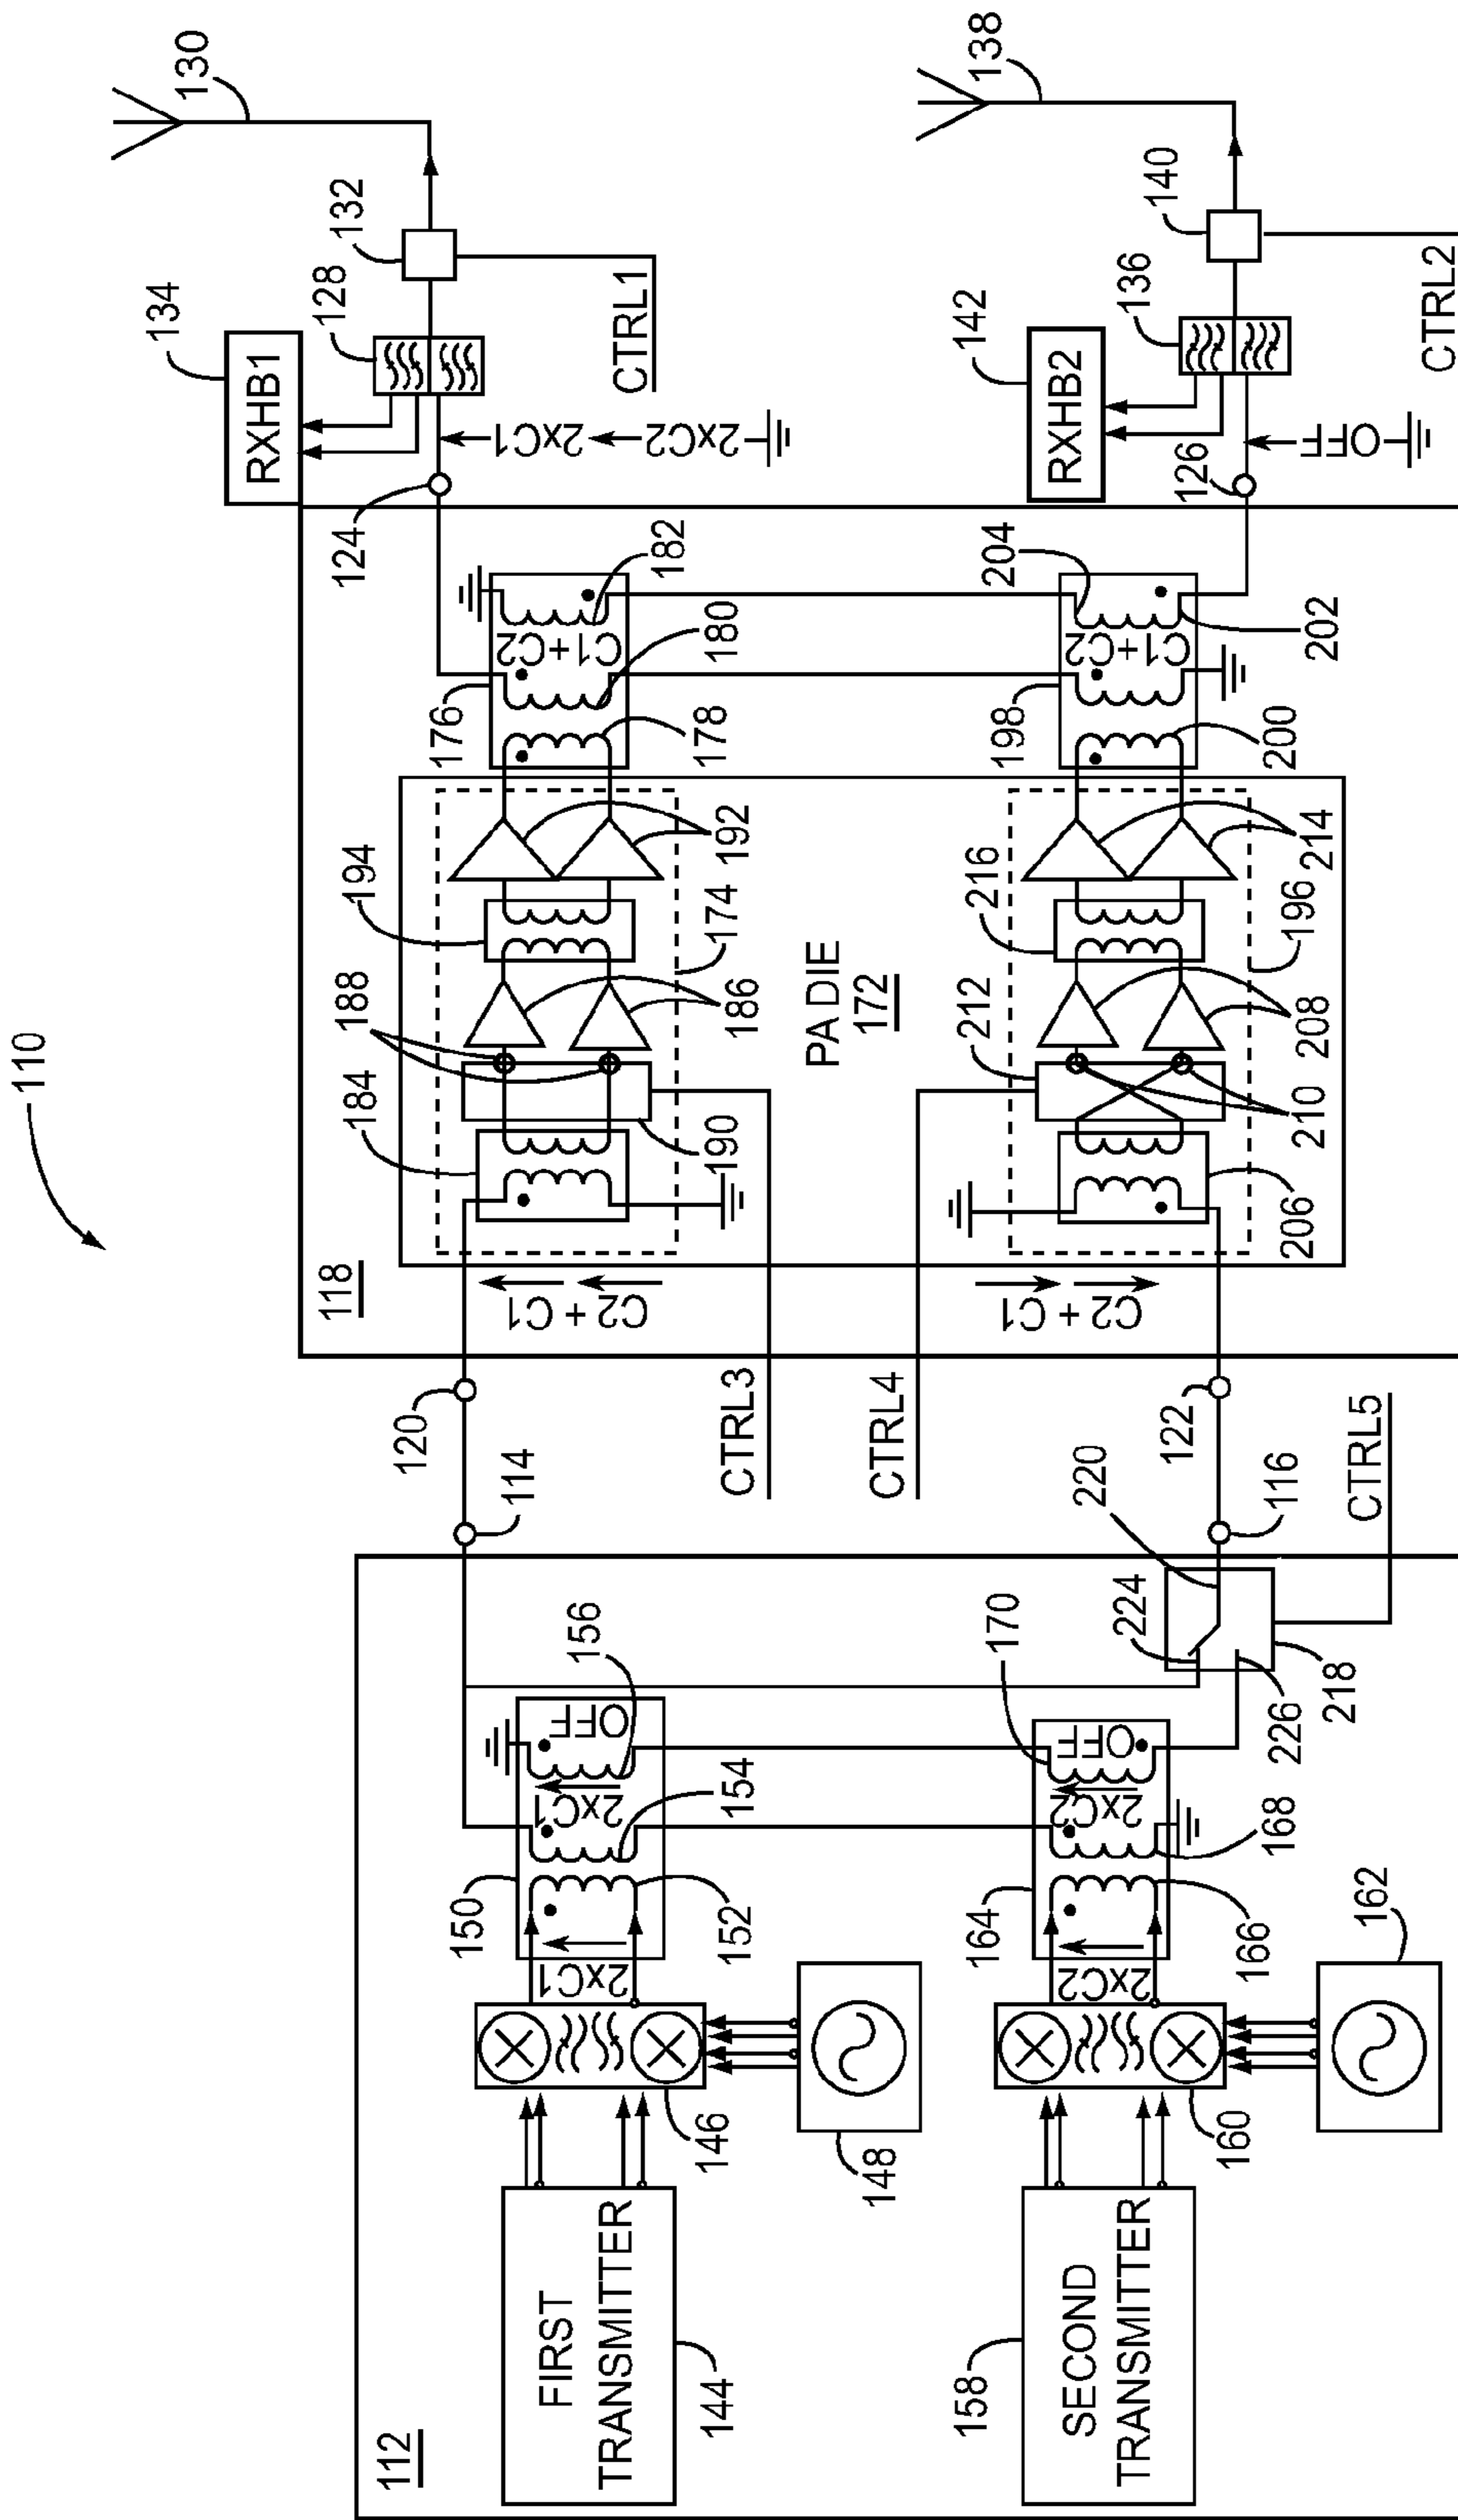 110
112
FIRST
TRANSMITTER
144
146
148
150
2xC1
152
154
2xC1
OFF
156
114
120
118
C2 + C1
184
188
190
186
194
192
174
176
178
180
C1+C2
182
124
134
RXHB1
128
2xC2
2xC1
132
CTRL1
130
CTRL3
PA DIE
172
SECOND
TRANSMITTER
158
160
162
164
2xC2
166
168
2xC2
OFF
170
224
220
226
218
116
CTRL5
122
CTRL4
C2 + C1
206
212
210
208
216
214
196
198
200
C1+C2
204
202
126
142
RXHB2
136
OFF
140
CTRL2
138